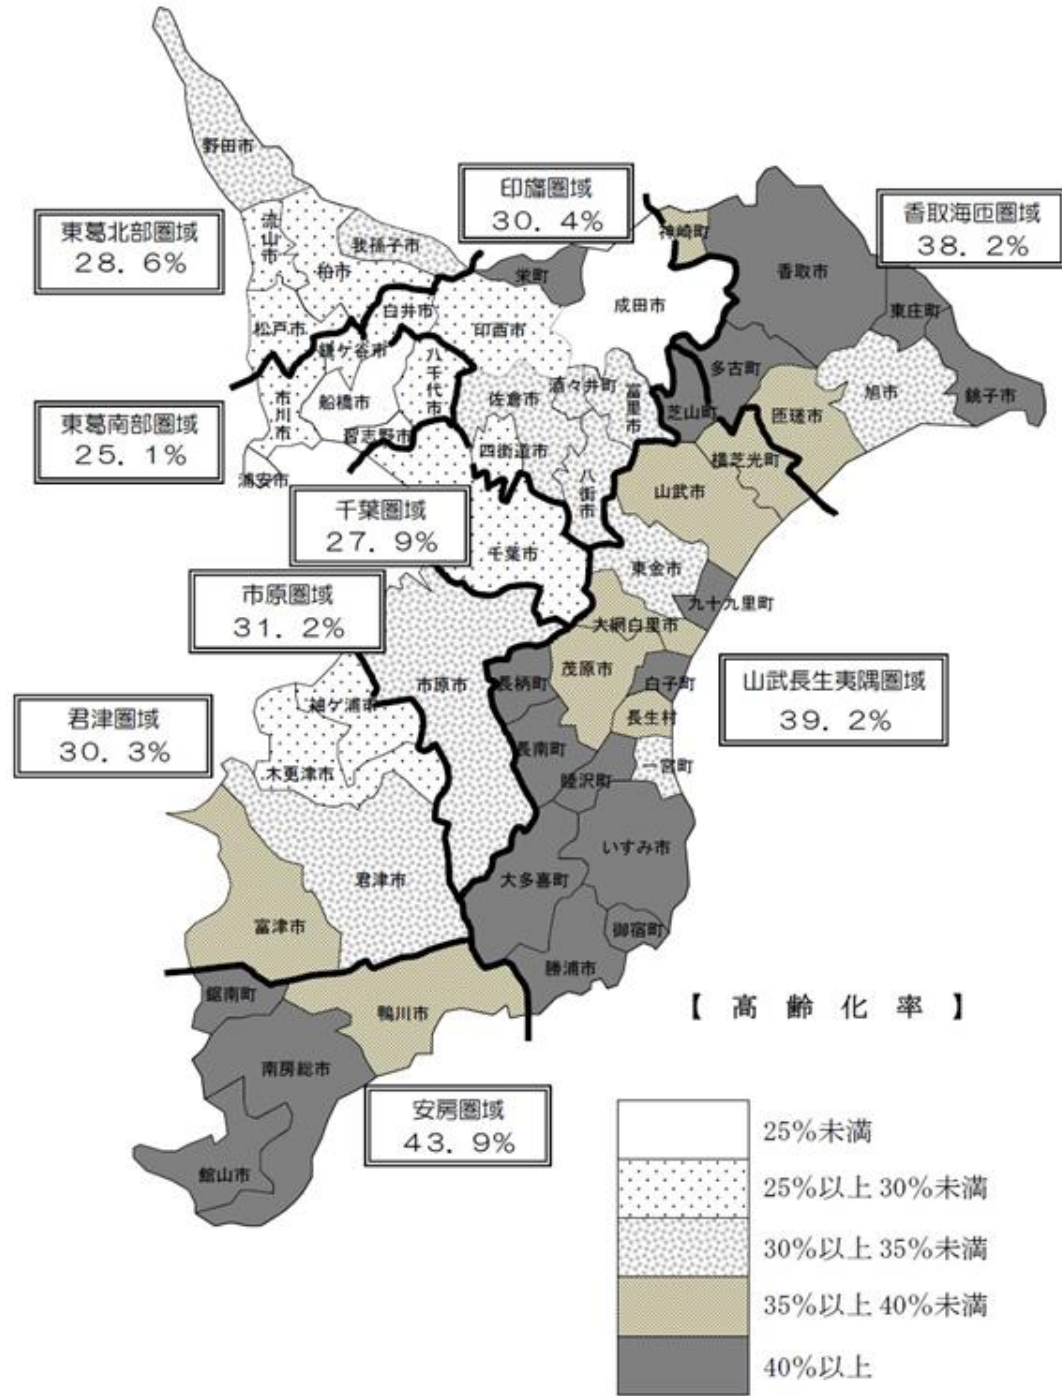 野田市
印旛圏域
30.4%
香取海匝圏域
38.2%
東葛北部圏域
28.6%
流山市
柏市
我孫子市
栄町
神崎町
香取市
成田市
東庄町
松戸市
白井市
印西市
鎌ケ谷市
八千代市
船橋市
市川市
習志野市
浦安市
佐倉市
酒々井町
富里市
四街道市
八街市
多古町
芝山町
旭市
銚子市
匝瑳市
横芝光町
山武市
東葛南部圏域
25.1%
千葉圏域
27.9%
千葉市
東金市
九十九里町
市原圏域
31.2%
大網白里市
茂原市
市原市
長柄町
白子町
長生村
山武長生夷隅圏域
39.2%
君津圏域
30.3%
袖ケ浦市
木更津市
長南町
睦沢町
一宮町
いすみ市
大多喜町
君津市
富津市
御宿町
勝浦市
鋸南町
鴨川市
南房総市
館山市
安房圏域
43.9%
【高齢化率】
25%未満
25%以上30%未満
30%以上35%未満
35%以上40%未満
40%以上